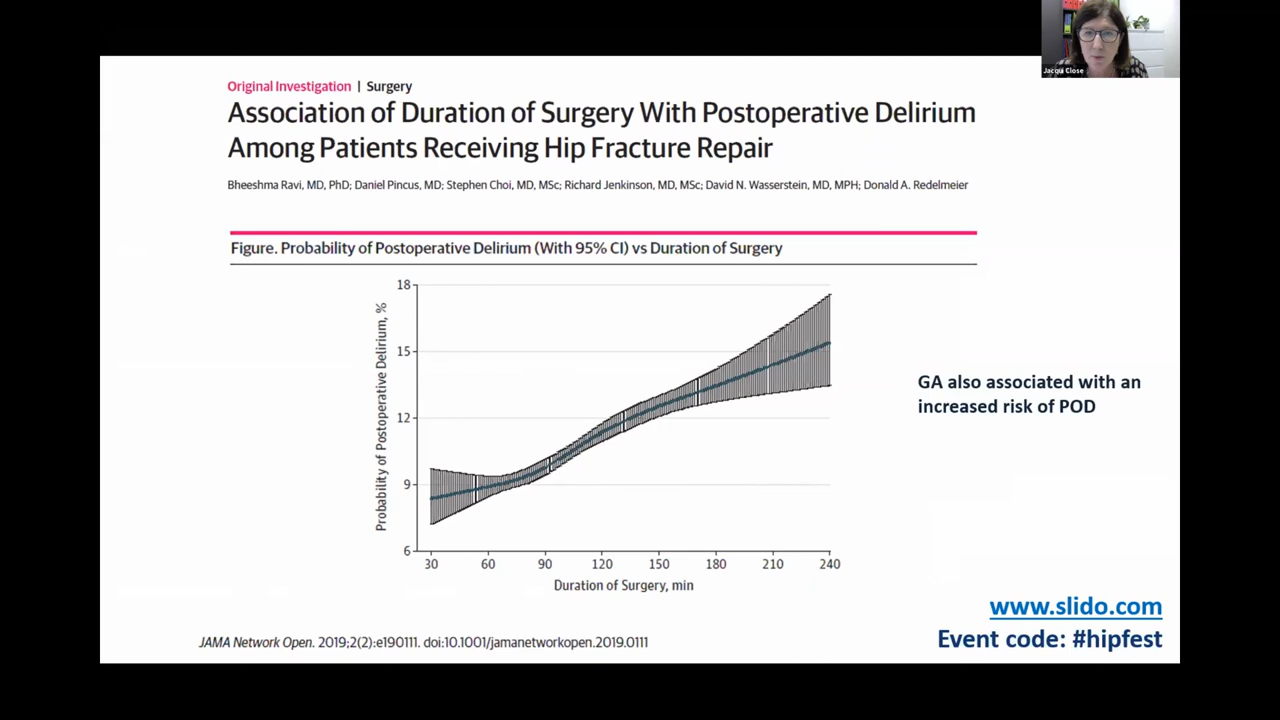 Jacqui Close
Original Investigation | Surgery
Association of Duration of Surgery With Postoperative Delirium
Among Patients Receiving Hip Fracture Repair
Bheeshma Ravi, MD, PhD; Daniel Pincus, MD; Stephen Choi, MD, MSc; Richard Jenkinson, MD, MSc; David N. Wasserstein, MD, MPH; Donald A. Redelmeier
Figure. Probability of Postoperative Delirium (With 95% CI) vs Duration of Surgery
Probability of Postoperative Delirium, %
18
15
12
9
6
30 60 90 120 150 180 210 240
Duration of Surgery, min
GA also associated with an
increased risk of POD
www.slido.com
Event code: #hipfest
JAMA Network Open. 2019;2(2):e190111. doi:10.1001/jamanetworkopen.2019.0111